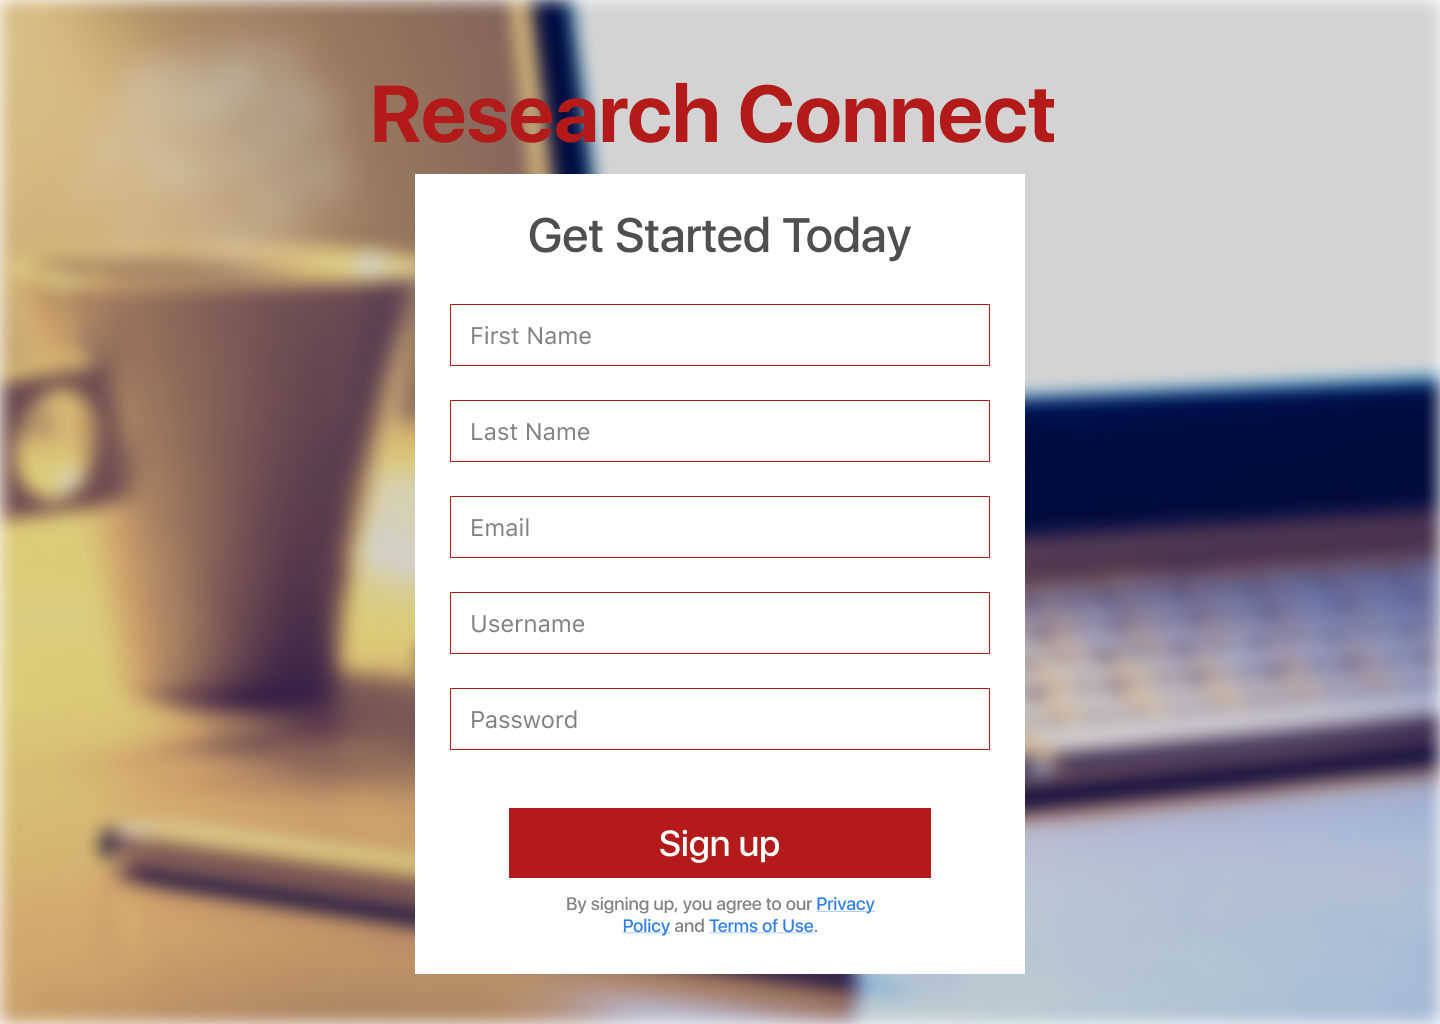 Research Connect
Get Started Today
First Name
Last Name
Email
Username
Password
Sign up
By signing up, you agree to our Privacy
Policy and Terms of Use.